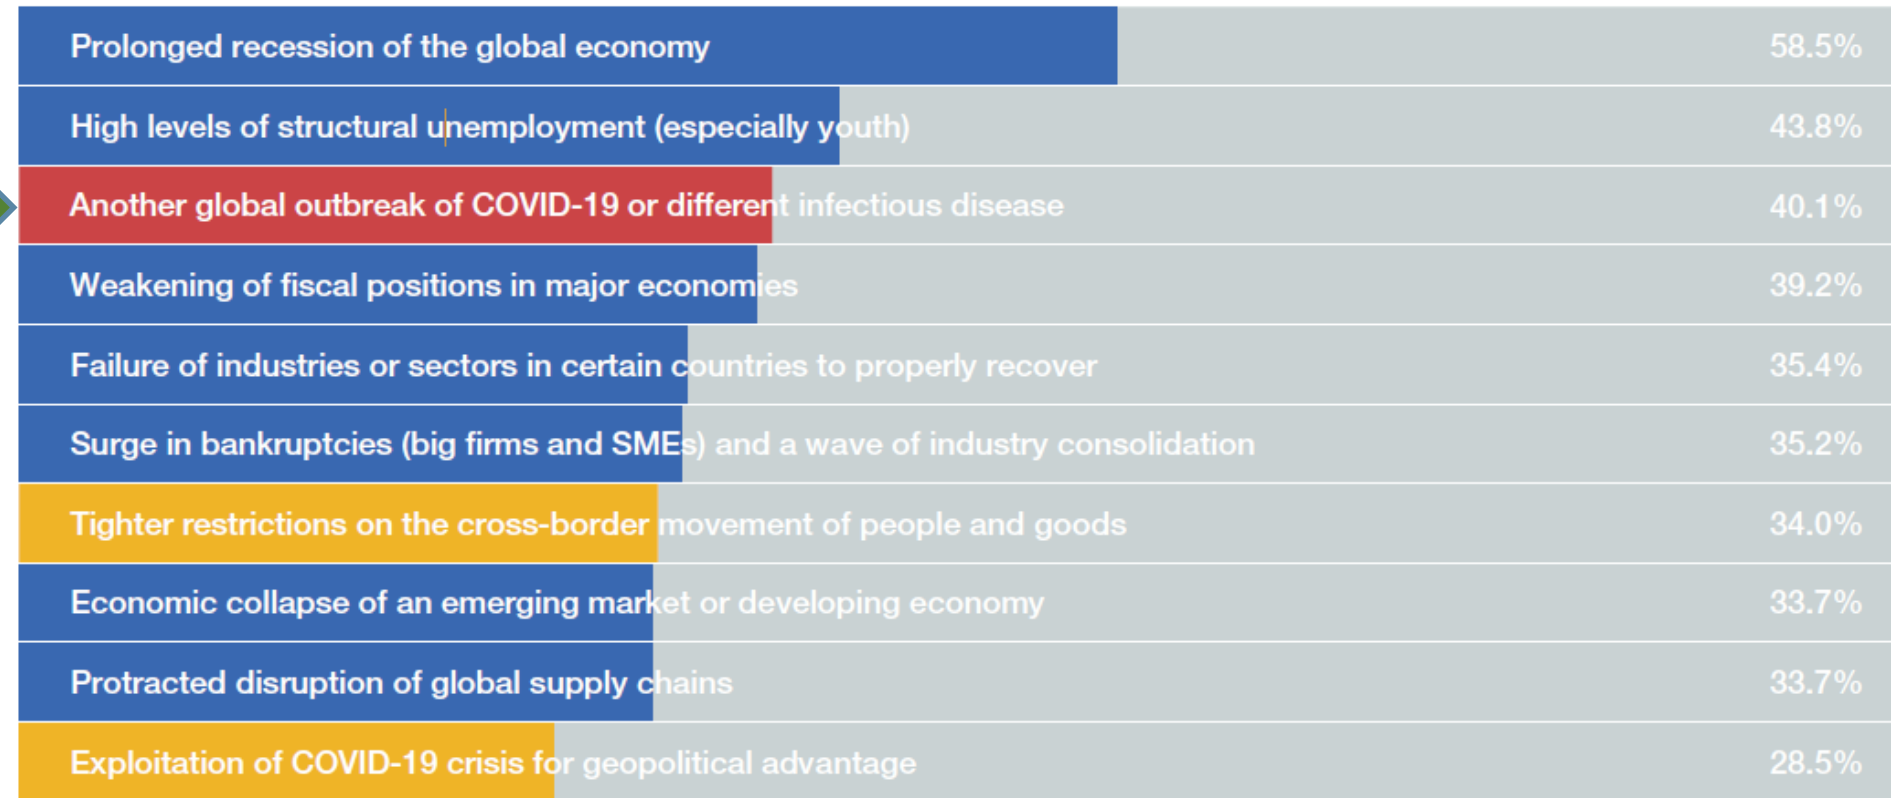 Prolonged recession of the global economy 58.5%
High levels of structural unemployment (especially youth) 43.8%
Another global outbreak of COVID-19 or different infectious disease 40.1%
Weakening of fiscal positions in major economies 39.2%
Failure of industries or sectors in certain countries to properly recover 35.4%
Surge in bankruptcies (big firms and SMEs) and a wave of industry consolidation 35.2%
Tighter restrictions on the cross-border movement of people and goods 34.0%
Economic collapse of an emerging market or developing economy 33.7%
Protracted disruption of global supply chains 33.7%
Exploitation of COVID-19 crisis for geopolitical advantage 28.5%